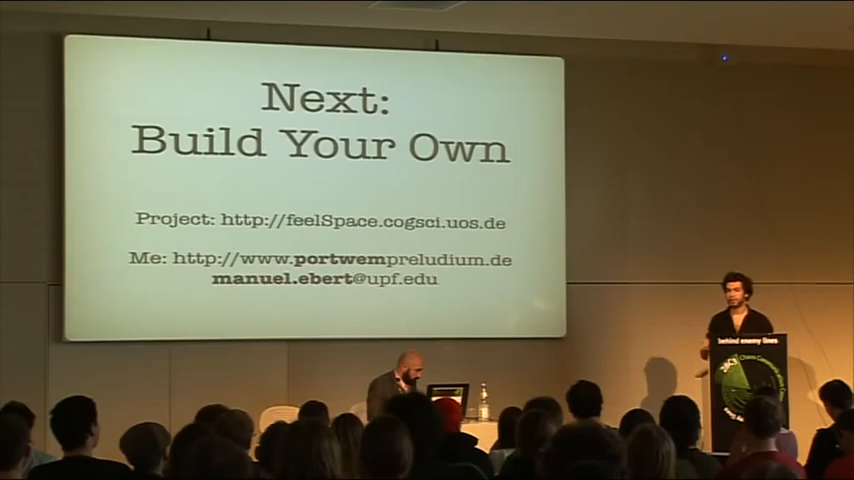 Next:
Build Your Own
Project: http://feelSpace.cogsci.uos.de
Me: http://www.portwempreludium.de
manuel.ebert@upf.edu
behind enemy lines
26C3